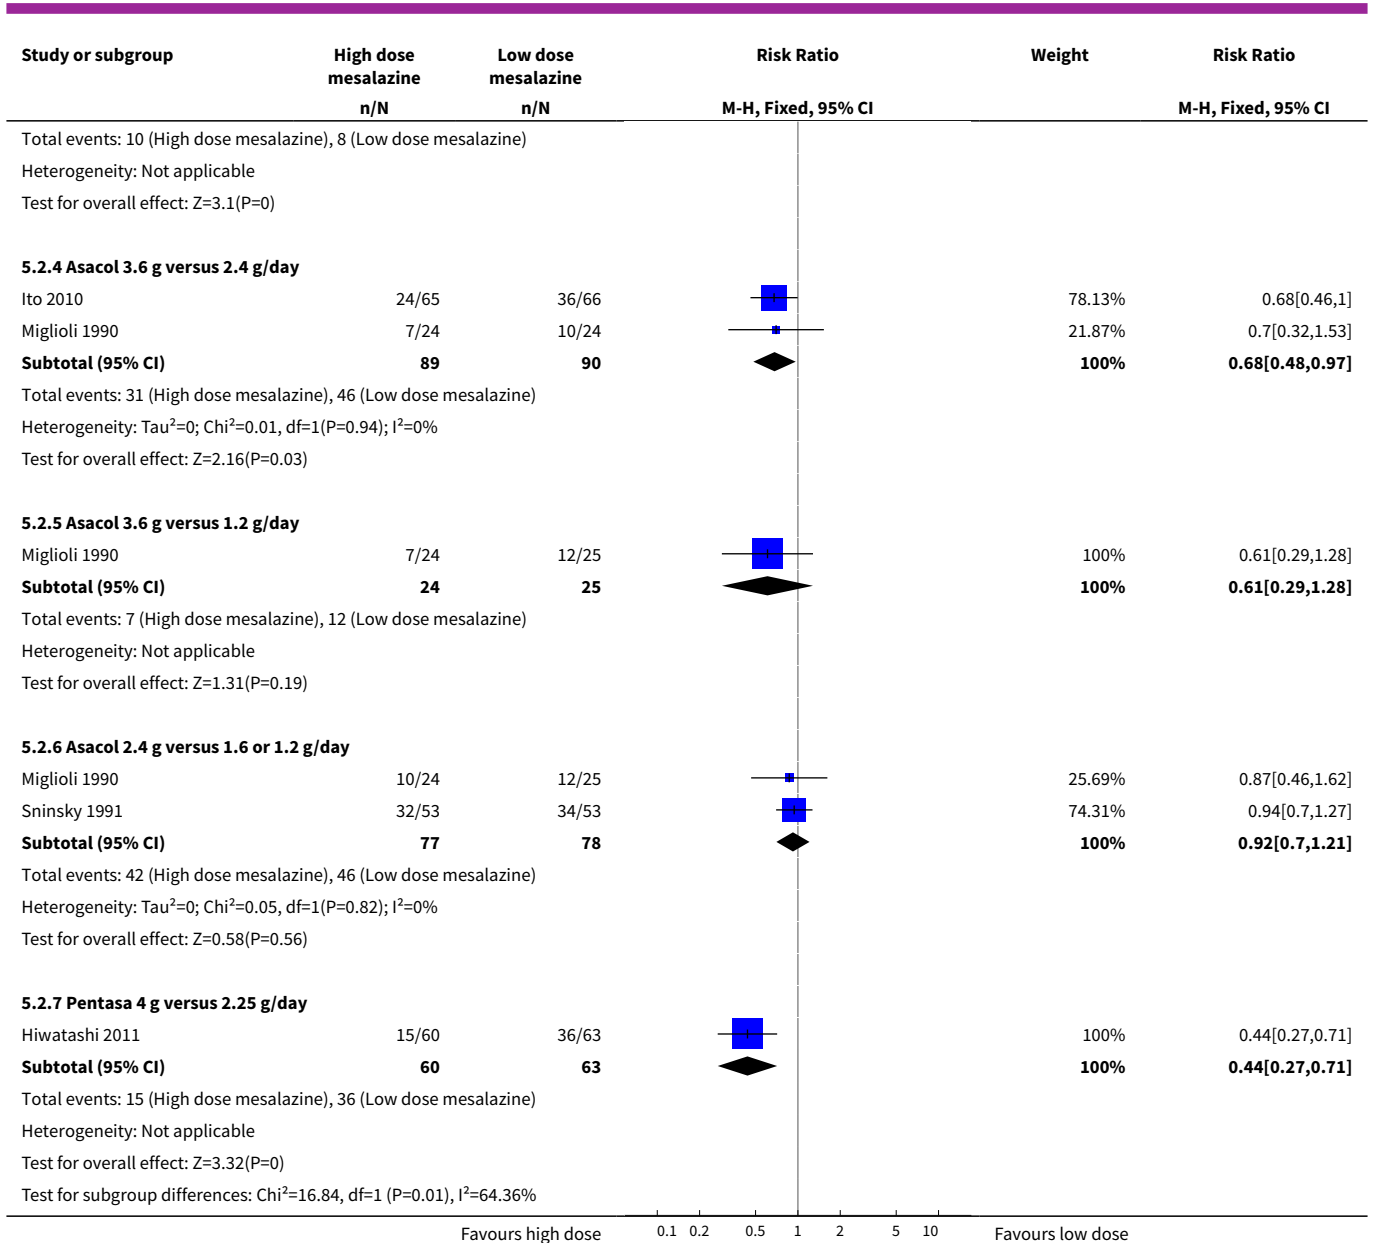 Study or subgroup High dose mesalazine Low dose mesalazine Risk Ratio Weight Risk Ratio
n/N n/N M-H, Fixed, 95% CI M-H, Fixed, 95% CI
Total events: 10 (High dose mesalazine), 8 (Low dose mesalazine)
Heterogeneity: Not applicable
Test for overall effect: Z=3.1(P=0)
5.2.4 Asacol 3.6 g versus 2.4 g/day
Ito 2010 24/65 36/66 78.13% 0.68[0.46,1]
Miglioli 1990 7/24 10/24 21.87% 0.7[0.32,1.53]
Subtotal (95% CI) 89 90 100% 0.68[0.48,0.97]
Total events: 31 (High dose mesalazine), 46 (Low dose mesalazine)
Heterogeneity: Tau²=0; Chi²=0.01, df=1(P=0.94); I²=0%
Test for overall effect: Z=2.16(P=0.03)
5.2.5 Asacol 3.6 g versus 1.2 g/day
Miglioli 1990 7/24 12/25 100% 0.61[0.29,1.28]
Subtotal (95% CI) 24 25 100% 0.61[0.29,1.28]
Total events: 7 (High dose mesalazine), 12 (Low dose mesalazine)
Heterogeneity: Not applicable
Test for overall effect: Z=1.31(P=0.19)
5.2.6 Asacol 2.4 g versus 1.6 or 1.2 g/day
Miglioli 1990 10/24 12/25 25.69% 0.87[0.46,1.62]
Sninsky 1991 32/53 34/53 74.31% 0.94[0.7,1.27]
Subtotal (95% CI) 77 78 100% 0.92[0.7,1.21]
Total events: 42 (High dose mesalazine), 46 (Low dose mesalazine)
Heterogeneity: Tau²=0; Chi²=0.05, df=1(P=0.82); I²=0%
Test for overall effect: Z=0.58(P=0.56)
5.2.7 Pentasa 4 g versus 2.25 g/day
Hiwatashi 2011 15/60 36/63 100% 0.44[0.27,0.71]
Subtotal (95% CI) 60 63 100% 0.44[0.27,0.71]
Total events: 15 (High dose mesalazine), 36 (Low dose mesalazine)
Heterogeneity: Not applicable
Test for overall effect: Z=3.32(P=0)
Test for subgroup differences: Chi²=16.84, df=1 (P=0.01), I²=64.36%
Favours high dose 0.1 0.2 0.5 1 2 5 10 Favours low dose